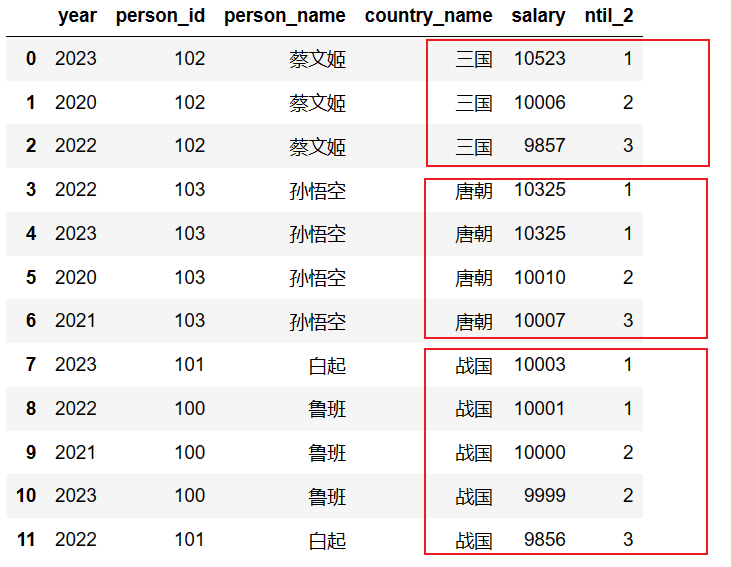 year person_id person_name country_name salary ntil_2
0 2023 102 蔡文姬 三国 10523 1
1 2020 102 蔡文姬 三国 10006 2
2 2022 102 蔡文姬 三国 9857 3
3 2022 103 孙悟空 唐朝 10325 1
4 2023 103 孙悟空 唐朝 10325 1
5 2020 103 孙悟空 唐朝 10010 2
6 2021 103 孙悟空 唐朝 10007 3
7 2023 101 白起 战国 10003 1
8 2022 100 鲁班 战国 10001 1
9 2021 100 鲁班 战国 10000 2
10 2023 100 鲁班 战国 9999 2
11 2022 101 白起 战国 9856 3